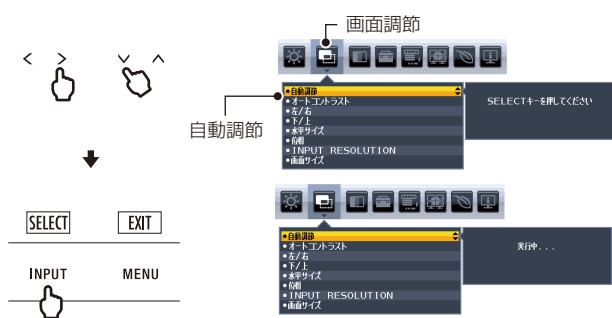 画面調節
自動調節
•自動調節
•オートコントラスト
•左/右
•下/上
•水平サイズ
•位相
•INPUT RESOLUTION
•画面サイズ
SELECTキーを押してください
SELECT EXIT
INPUT MENU
•自動調節
•オートコントラスト
•左/右
•下/上
•水平サイズ
•位相
•INPUT RESOLUTION
•画面サイズ
実行中...